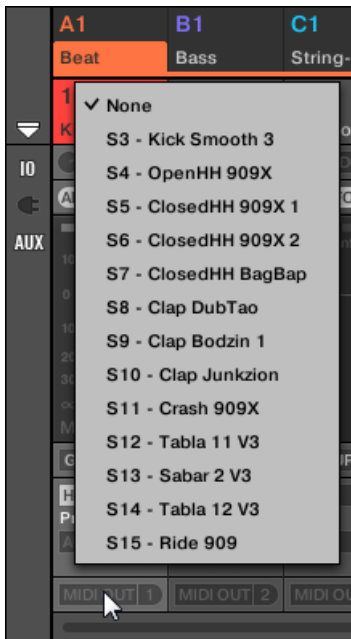 A1 B1 C1
Beat Bass String-
1
None
S3 - Kick Smooth 3
S4 - OpenHH 909X
S5 - ClosedHH 909X 1
IO
S6 - ClosedHH 909X 2
AUX
S7 - ClosedHH BagBap
S8 - Clap DubTao
S9 - Clap Bodzin 1
S10 - Clap Junkzion
S11 - Crash 909X
S12 - Tabla 11 V3
S13 - Sabar 2 V3
S14 - Tabla 12 V3
S15 - Ride 909
MIDI OUT 1 MIDI OUT 2 MIDI OU